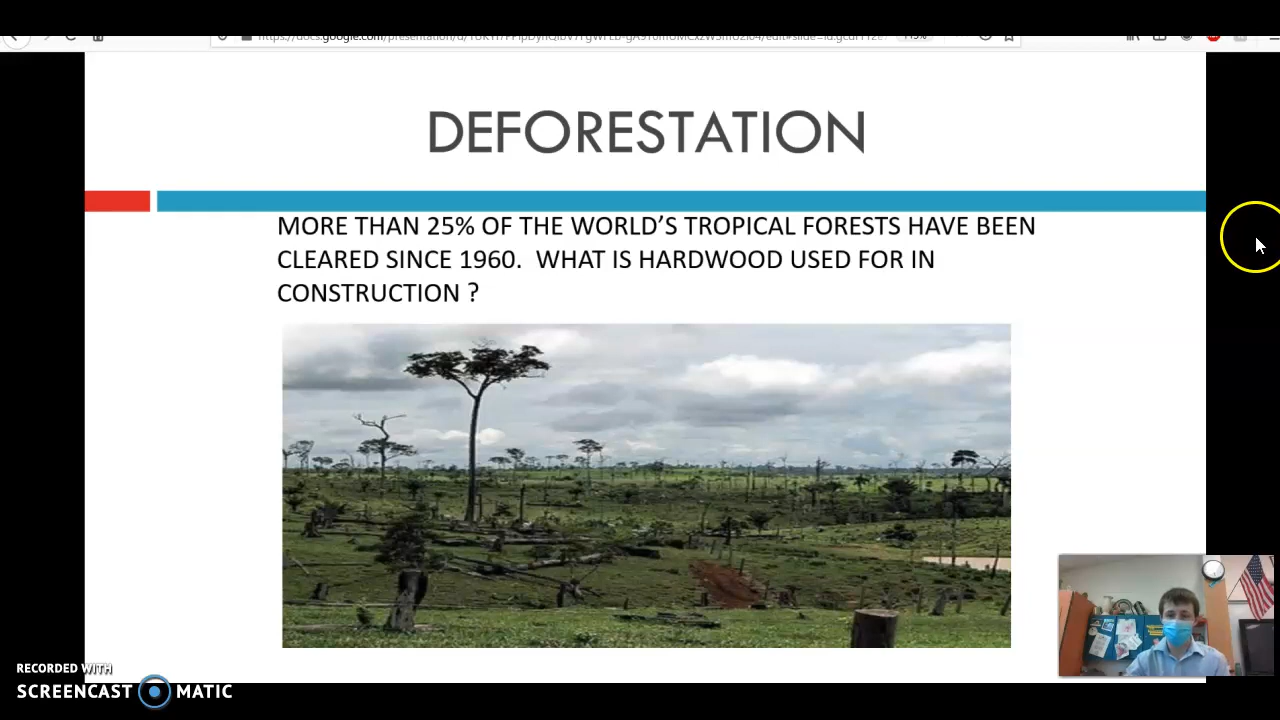 DEFORESTATION
MORE THAN 25% OF THE WORLD'S TROPICAL FORESTS HAVE BEEN
CLEARED SINCE 1960. WHAT IS HARDWOOD USED FOR IN
CONSTRUCTION ?
RECORDED WITH
SCREENCAST MATIC